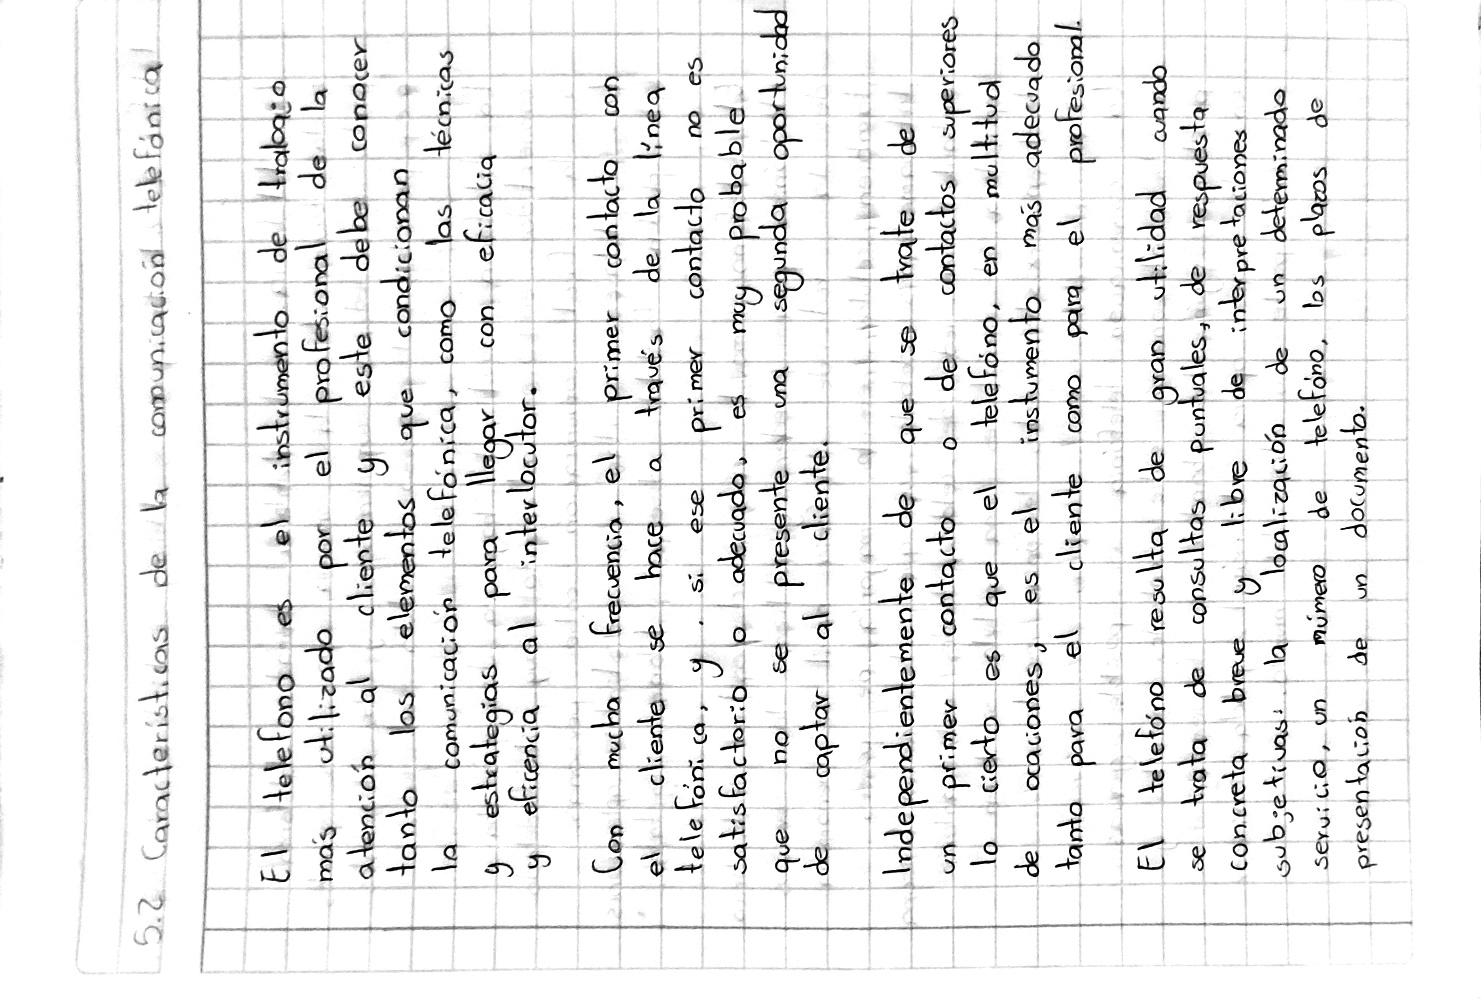 5.2 Características de la comunicación telefónica
El telefono es el instrumento de trabajo
más utilizado por el profesional de la
atención al cliente y este debe conocer
tanto los elementos que condicionan
la comunicación telefónica, como las técnicas
y estrategias para llegar con eficacia
y eficencia al interlocutor.
Con mucha frecuencia, el primer contacto con
el cliente se hace a través de la línea
telefónica, y si ese primer contacto no es
satisfactorio o adecuado, es muy probable
que no se presente una segunda oportunidad
de captar al cliente.
Independientemente de que se trate de
un primer contacto o de contactos superiores
lo cierto es que el telefóno, en multitud
de ocaciones, es el instumento más adecuado
tanto para el cliente como para el profesional.
El telefóno resulta de gran utilidad cuando
se trata de consultas puntuales, de respuesta
concreta breve y libre de interpretaciones
subjetivas: la localización de un determinado
servicio, un múmero de telefóno, los plazos de
presentación de un documento.